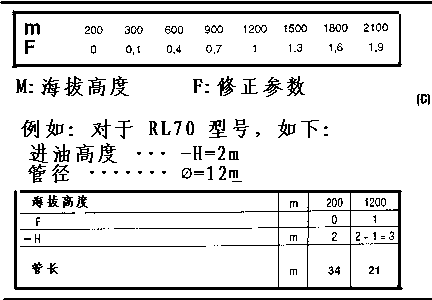 m 200 300 600 900 1200 1500 1800 2100
F 0 0,1 0,4 0,7 1 1.3 1,6 1.9
M: 海拔高度 F: 修正参数
(C)
例如: 对于 RL70 型号, 如下:
进油高度 ··· -H=2m
管径 ······· Ø=12m
海拔高度 m 200 1200
F 0 1
-H m 2 2-1=3
管长 m 34 21